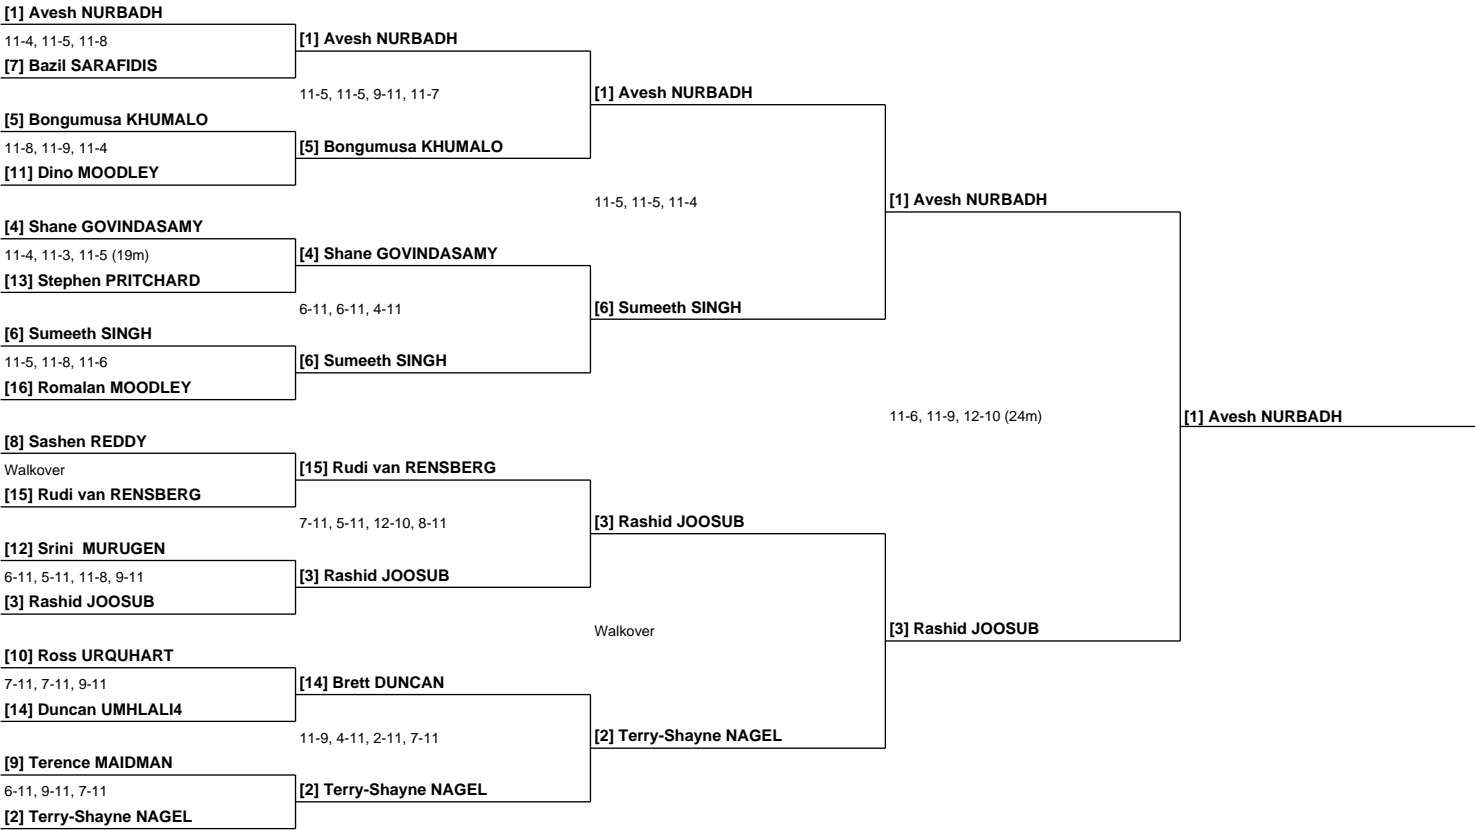 [1] Avesh NURBADH
11-4, 11-5, 11-8
[7] Bazil SARAFIDIS
[5] Bongumusa KHUMALO
11-8, 11-9, 11-4
[11] Dino MOODLEY
[4] Shane GOVINDASAMY
11-4, 11-3, 11-5 (19m)
[13] Stephen PRITCHARD
[6] Sumeeth SINGH
11-5, 11-8, 11-6
[16] Romalan MOODLEY
[8] Sashen REDDY
Walkover
[15] Rudi van RENSBERG
[12] Srini  MURUGEN
6-11, 5-11, 11-8, 9-11
[3] Rashid JOOSUB
[10] Ross URQUHART
7-11, 7-11, 9-11
[14] Duncan UMHLALI4
[9] Terence MAIDMAN
6-11, 9-11, 7-11
[2] Terry-Shayne NAGEL
[1] Avesh NURBADH
11-5, 11-5, 9-11, 11-7
[5] Bongumusa KHUMALO
[4] Shane GOVINDASAMY
6-11, 6-11, 4-11
[6] Sumeeth SINGH
[15] Rudi van RENSBERG
7-11, 5-11, 12-10, 8-11
[3] Rashid JOOSUB
[14] Brett DUNCAN
11-9, 4-11, 2-11, 7-11
[2] Terry-Shayne NAGEL
[1] Avesh NURBADH
11-5, 11-5, 11-4
[6] Sumeeth SINGH
[3] Rashid JOOSUB
Walkover
[2] Terry-Shayne NAGEL
[1] Avesh NURBADH
11-6, 11-9, 12-10 (24m)
[3] Rashid JOOSUB
[1] Avesh NURBADH